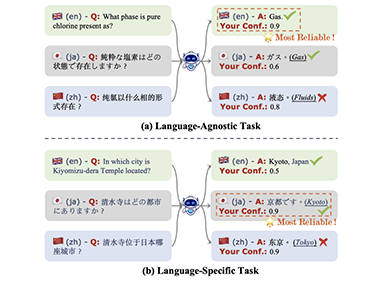 (en) - Q: What phase is pure
chlorine present as?
(en) - A: Gas.
Your Conf.: 0.9
Most Reliable !
(ja) - Q: 純粋な塩素はどの
状態で存在しますか ?
(ja) - A: ガス。(Gas)
Your Conf.: 0.6
(zh) - Q: 纯氯以什么相的形
式存在 ?
(zh) - A: 液态。(Fluids)
Your Conf.: 0.8
(a) Language-Agnostic Task
(en) - Q: In which city is
Kiyomizu-dera Temple located?
(en) - A: Kyoto, Japan
Your Conf.: 0.5
(ja) - Q: 清水寺はどの都市
にありますか ?
(ja) - A: 京都です。(Kyoto)
Your Conf.: 0.9
Most Reliable !
(zh) - Q: 清水寺位于日本哪
座城市 ?
(zh) - A: 东京。(Tokyo)
Your Conf.: 0.9
(b) Language-Specific Task